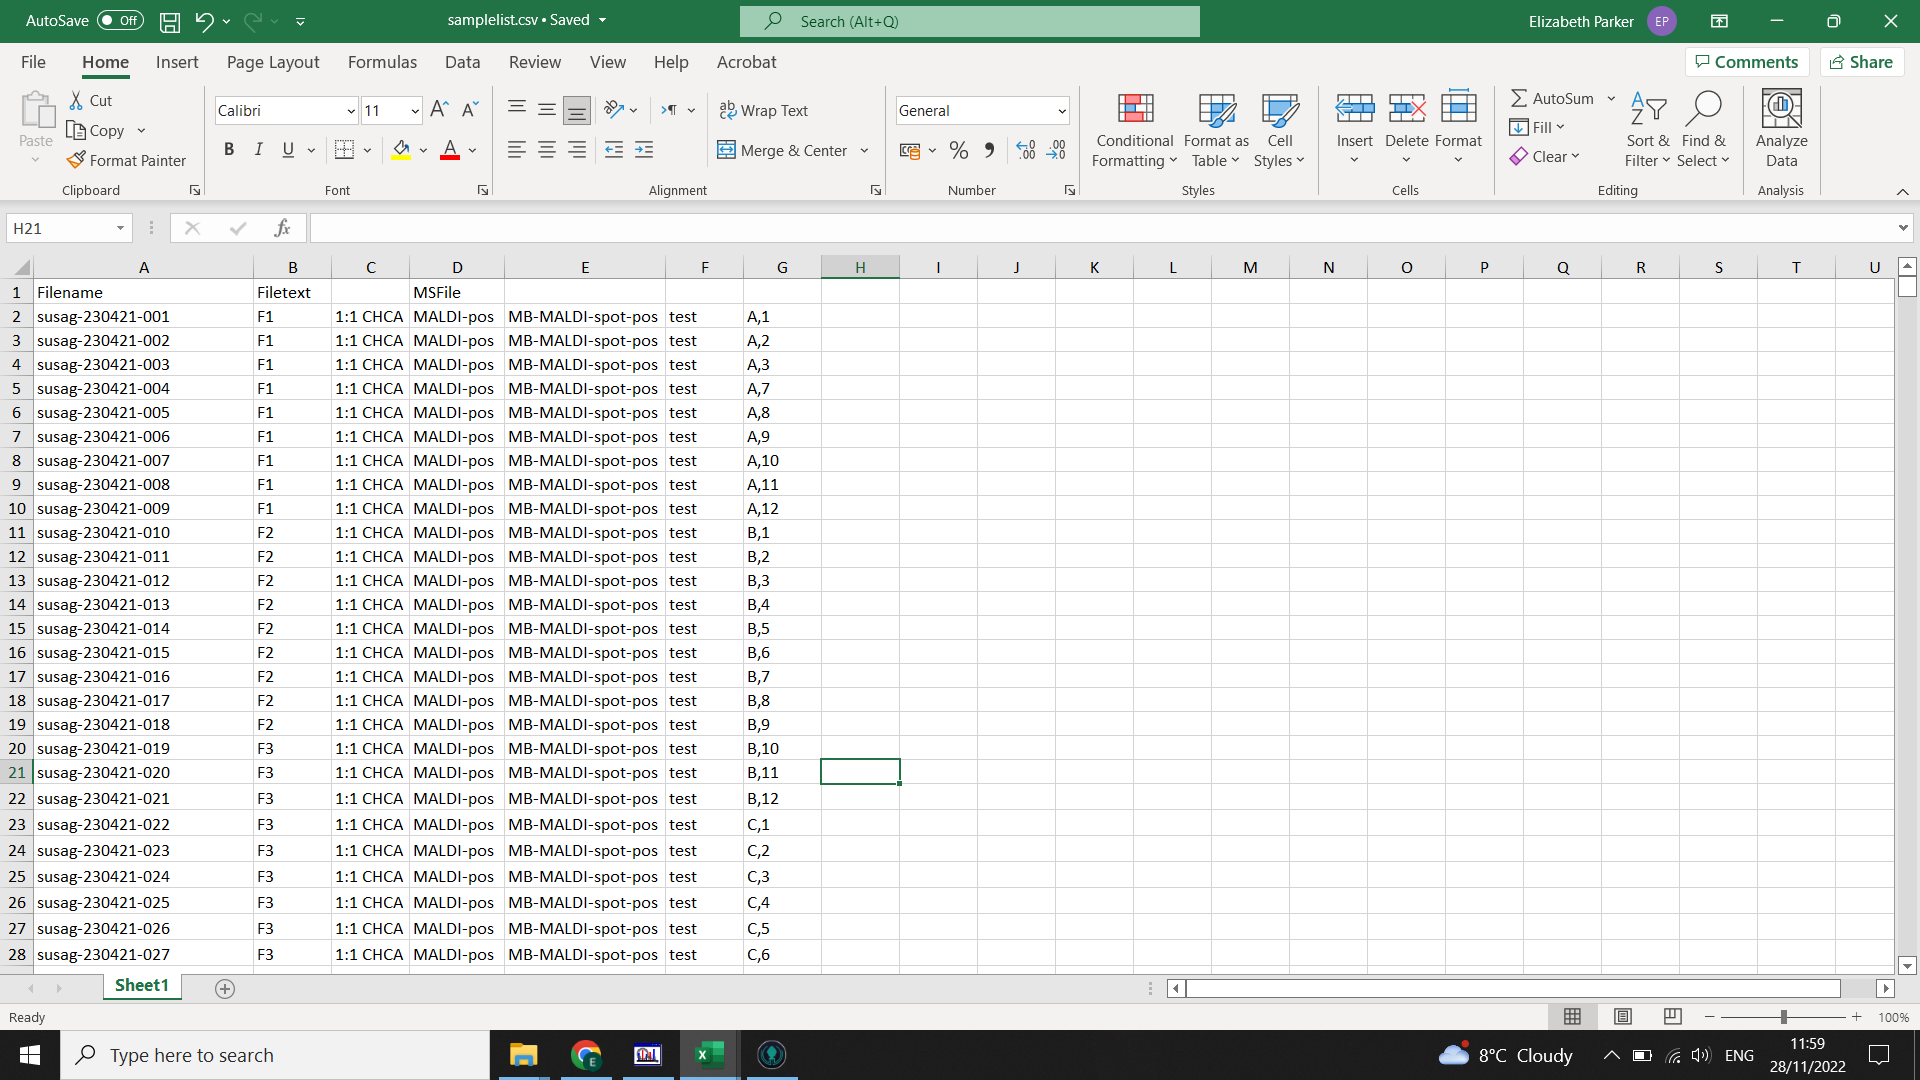 AutoSave Off samplelist.csv • Saved Search (Alt+Q) Elizabeth Parker EP
File Home Insert Page Layout Formulas Data Review View Help Acrobat Comments Share
Paste Cut Copy Format Painter Clipboard
Calibri 11 B I U A Font
ab Wrap Text Merge & Center Alignment
General % Number
Conditional Formatting Format as Table Cell Styles Styles
Insert Delete Format Cells
AutoSum Fill Clear Sort & Filter Find & Select Editing
Analyze Data Analysis
H21 fx
A B C D E F G H I J K L M N O P Q R S T U
1 Filename Filetext MSFile
2 susag-230421-001 F1 1:1 CHCA MALDI-pos MB-MALDI-spot-pos test A,1
3 susag-230421-002 F1 1:1 CHCA MALDI-pos MB-MALDI-spot-pos test A,2
4 susag-230421-003 F1 1:1 CHCA MALDI-pos MB-MALDI-spot-pos test A,3
5 susag-230421-004 F1 1:1 CHCA MALDI-pos MB-MALDI-spot-pos test A,7
6 susag-230421-005 F1 1:1 CHCA MALDI-pos MB-MALDI-spot-pos test A,8
7 susag-230421-006 F1 1:1 CHCA MALDI-pos MB-MALDI-spot-pos test A,9
8 susag-230421-007 F1 1:1 CHCA MALDI-pos MB-MALDI-spot-pos test A,10
9 susag-230421-008 F1 1:1 CHCA MALDI-pos MB-MALDI-spot-pos test A,11
10 susag-230421-009 F1 1:1 CHCA MALDI-pos MB-MALDI-spot-pos test A,12
11 susag-230421-010 F2 1:1 CHCA MALDI-pos MB-MALDI-spot-pos test B,1
12 susag-230421-011 F2 1:1 CHCA MALDI-pos MB-MALDI-spot-pos test B,2
13 susag-230421-012 F2 1:1 CHCA MALDI-pos MB-MALDI-spot-pos test B,3
14 susag-230421-013 F2 1:1 CHCA MALDI-pos MB-MALDI-spot-pos test B,4
15 susag-230421-014 F2 1:1 CHCA MALDI-pos MB-MALDI-spot-pos test B,5
16 susag-230421-015 F2 1:1 CHCA MALDI-pos MB-MALDI-spot-pos test B,6
17 susag-230421-016 F2 1:1 CHCA MALDI-pos MB-MALDI-spot-pos test B,7
18 susag-230421-017 F2 1:1 CHCA MALDI-pos MB-MALDI-spot-pos test B,8
19 susag-230421-018 F2 1:1 CHCA MALDI-pos MB-MALDI-spot-pos test B,9
20 susag-230421-019 F3 1:1 CHCA MALDI-pos MB-MALDI-spot-pos test B,10
21 susag-230421-020 F3 1:1 CHCA MALDI-pos MB-MALDI-spot-pos test B,11
22 susag-230421-021 F3 1:1 CHCA MALDI-pos MB-MALDI-spot-pos test B,12
23 susag-230421-022 F3 1:1 CHCA MALDI-pos MB-MALDI-spot-pos test C,1
24 susag-230421-023 F3 1:1 CHCA MALDI-pos MB-MALDI-spot-pos test C,2
25 susag-230421-024 F3 1:1 CHCA MALDI-pos MB-MALDI-spot-pos test C,3
26 susag-230421-025 F3 1:1 CHCA MALDI-pos MB-MALDI-spot-pos test C,4
27 susag-230421-026 F3 1:1 CHCA MALDI-pos MB-MALDI-spot-pos test C,5
28 susag-230421-027 F3 1:1 CHCA MALDI-pos MB-MALDI-spot-pos test C,6
Sheet1
Ready 100%
Type here to search 8°C Cloudy ENG 11:59
28/11/2022